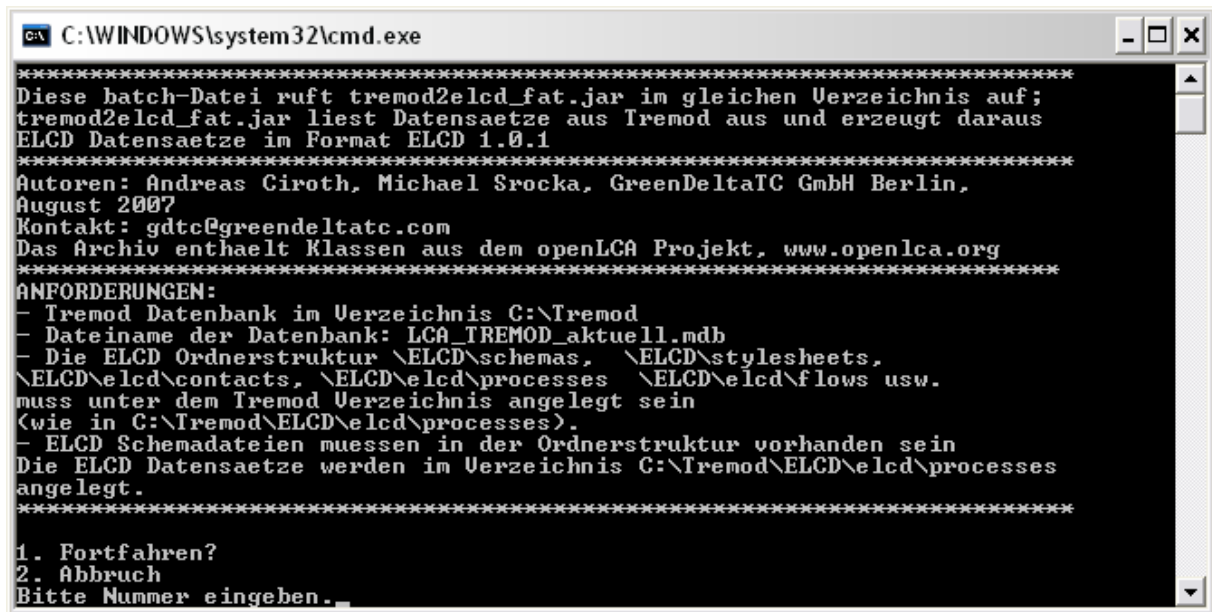 C:\WINDOWS\system32\cmd.exe
*************************************************************************
Diese batch-Datei ruft tremod2elcd_fat.jar im gleichen Verzeichnis auf;
tremod2elcd_fat.jar liest Datensaetze aus Tremod aus und erzeugt daraus
ELCD Datensaetze im Format ELCD 1.0.1
*************************************************************************
Autoren: Andreas Ciroth, Michael Srocka, GreenDeltaTC GmbH Berlin,
August 2007
Kontakt: gdtc@greendeltatc.com
Das Archiv enthaelt Klassen aus dem openLCA Projekt, www.openlca.org
************************************************************************
ANFORDERUNGEN:
- Tremod Datenbank im Verzeichnis C:\Tremod
- Dateiname der Datenbank: LCA_TREMOD_aktuell.mdb
- Die ELCD Ordnerstruktur \ELCD\schemas,  \ELCD\stylesheets,
\ELCD\elcd\contacts, \ELCD\elcd\processes  \ELCD\elcd\flows usw.
muss unter dem Tremod Verzeichnis angelegt sein
(wie in C:\Tremod\ELCD\elcd\processes).
- ELCD Schemadateien muessen in der Ordnerstruktur vorhanden sein
Die ELCD Datensaetze werden im Verzeichnis C:\Tremod\ELCD\elcd\processes
angelegt.
*************************************************************************
1. Fortfahren?
2. Abbruch
Bitte Nummer eingeben._